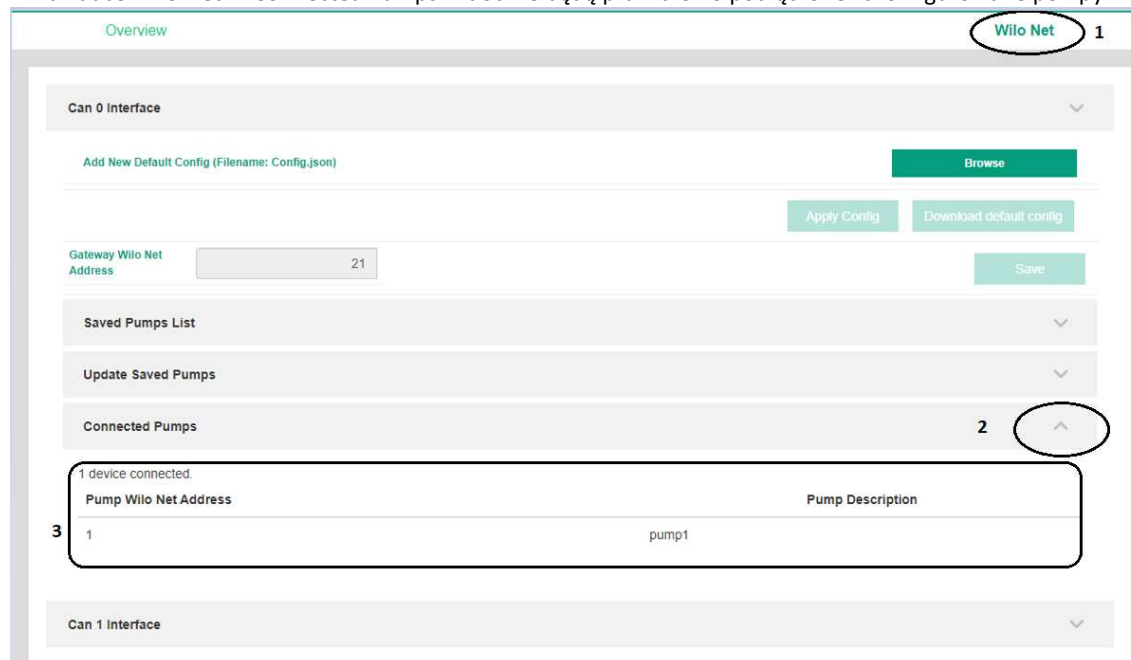 Overview Wilo Net 1
Can 0 Interface
Add New Default Config (Filename: Config.json) Browse
Apply Config Download default config
Gateway Wilo Net
Address 21 Save
Saved Pumps List
Update Saved Pumps
Connected Pumps 2
1 device connected.
Pump Wilo Net Address Pump Description
3 1 pump1
Can 1 Interface